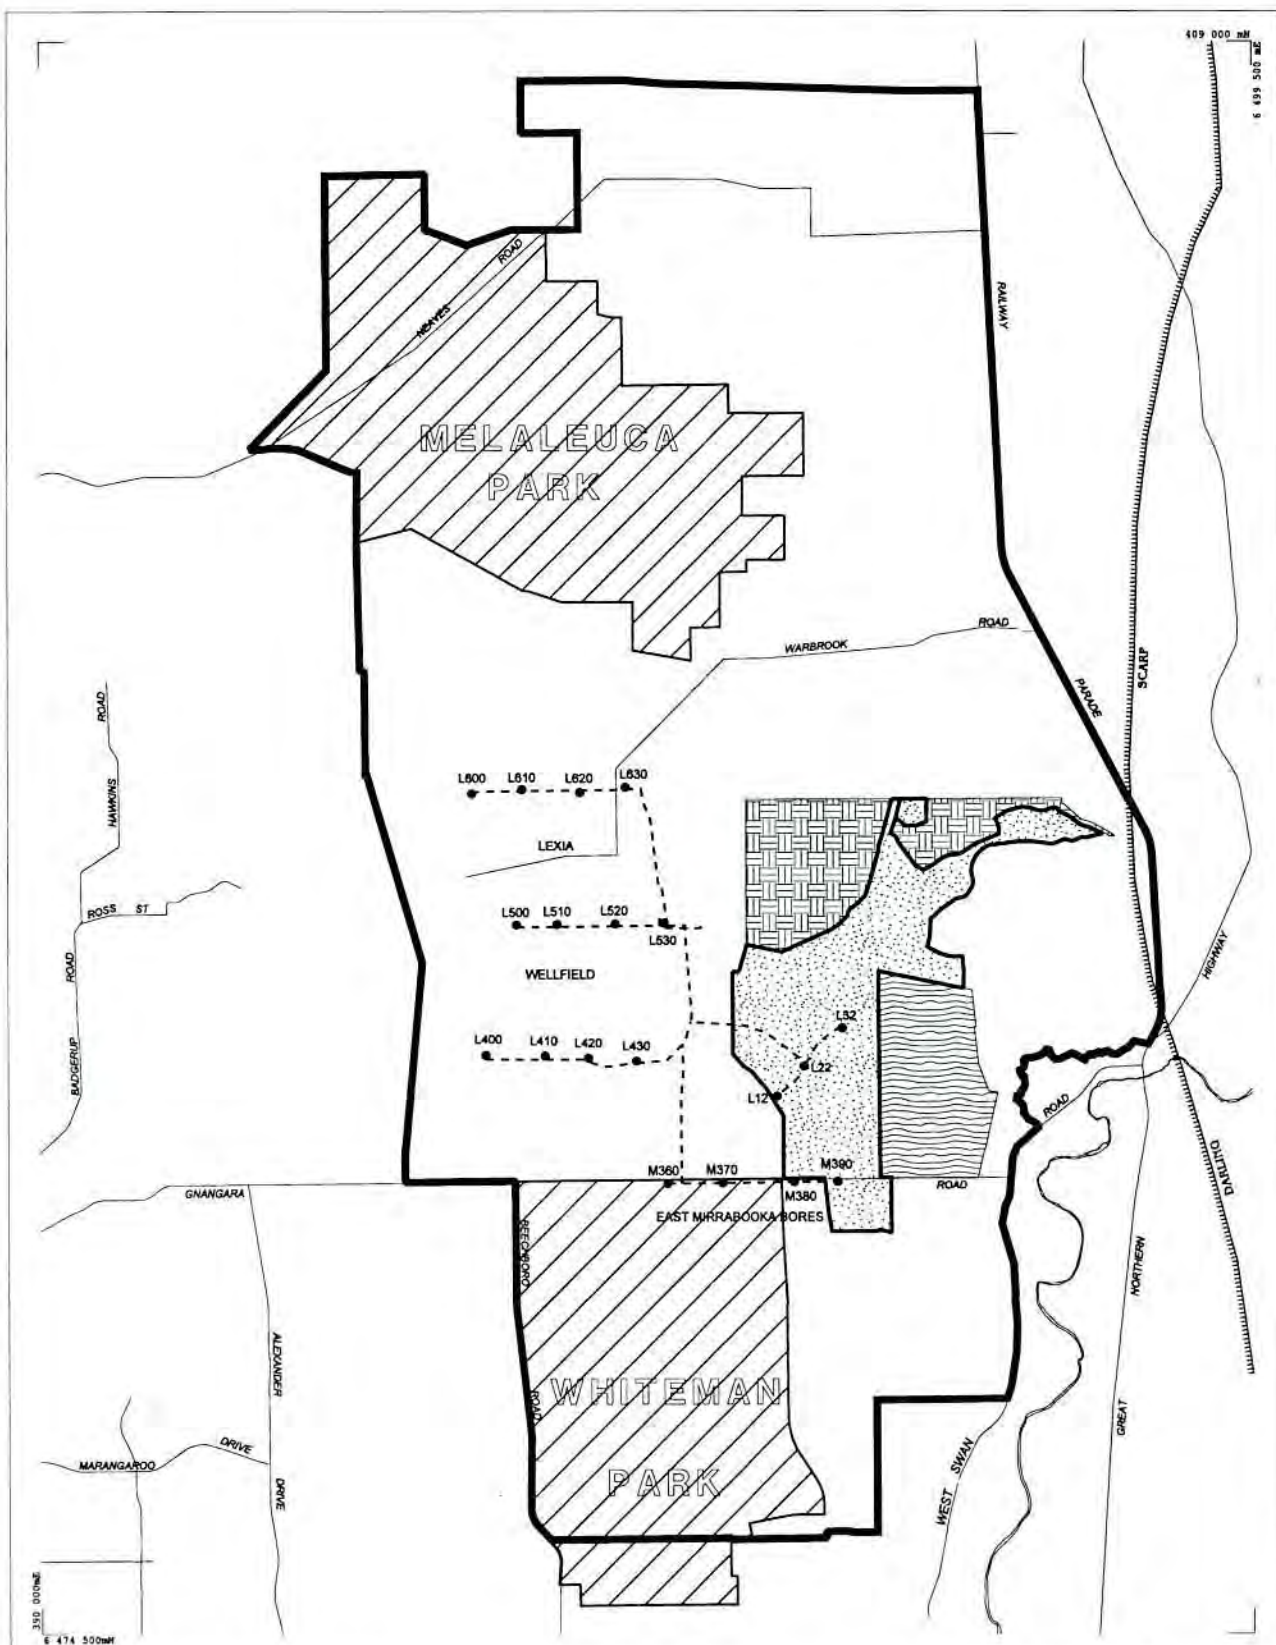 409 000 mN
6 499 500 mE
NEAVES
ROAD
RAILWAY
MELALEUCA
PARK
WARBROOK
ROAD
SCARP
PARADE
ROAD
HAWKINS
L600
L610
L620
L630
LEXIA
ROSS ST
L500
L510
L520
L530
HIGHWAY
ROAD
BADGERUP
WELLFIELD
L400
L410
L420
L430
L32
L22
L12
ROAD
DARLING
GNANGARA
M360
M370
M380
M390
ROAD
EAST MIRRABOOKA BORES
BEECHBORO
ROAD
NORTHERN
GREAT
ALEXANDER
DRIVE
WHITEMAN
PARK
MARANGAROO
DRIVE
WEST SWAN
390 000mE
6 474 500mN